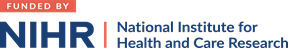 FUNDED BY
NIHR | National Institute for
Health and Care Research